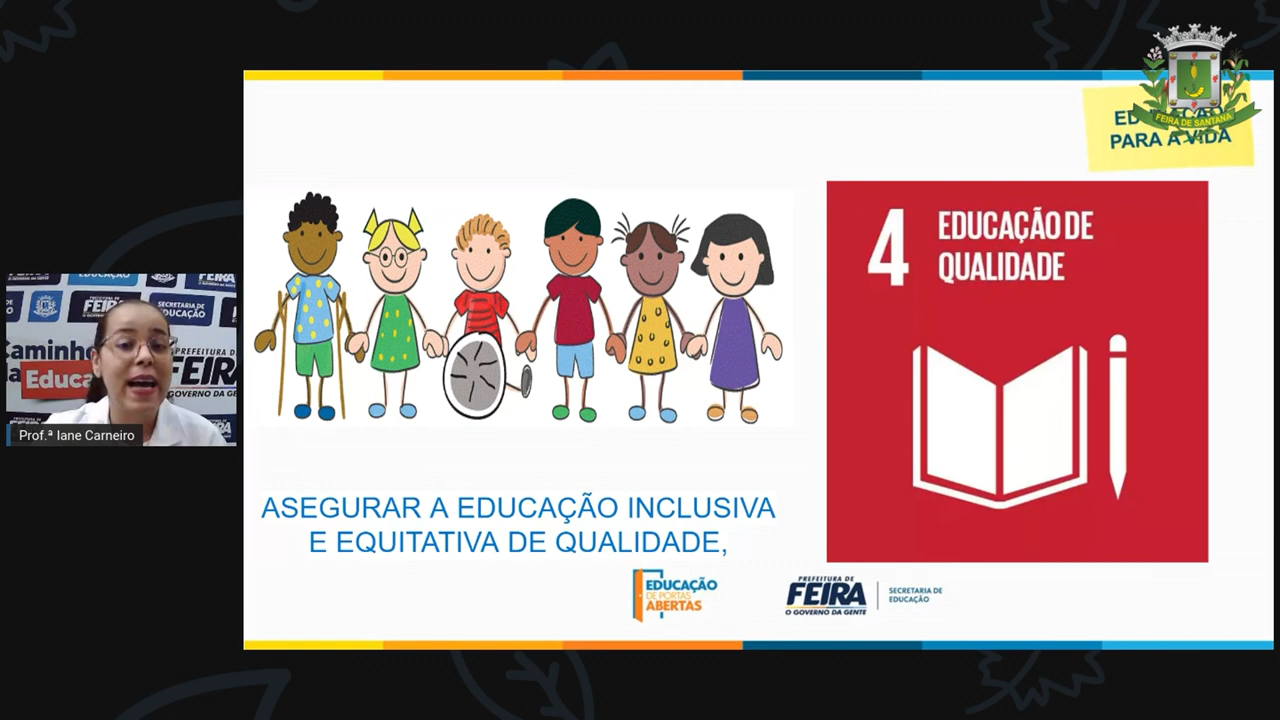 FEIRA DE SANTANA
PARA A VIDA
4 EDUCAÇÃO DE
QUALIDADE
ASEGURAR A EDUCAÇÃO INCLUSIVA
E EQUITATIVA DE QUALIDADE,
EDUCAÇÃO
DE PORTAS
ABERTAS
PREFEITURA DE
FEIRA
O GOVERNO DA GENTE
SECRETARIA DE
EDUCAÇÃO
EDUCAÇÃO
PREFEITURA DE
FEIRA
SECRETARIA DE
EDUCAÇÃO
Caminho
Educa
PREFEITURA DE
FEIRA
GOVERNO DA GENTE
Prof.ª Iane Carneiro